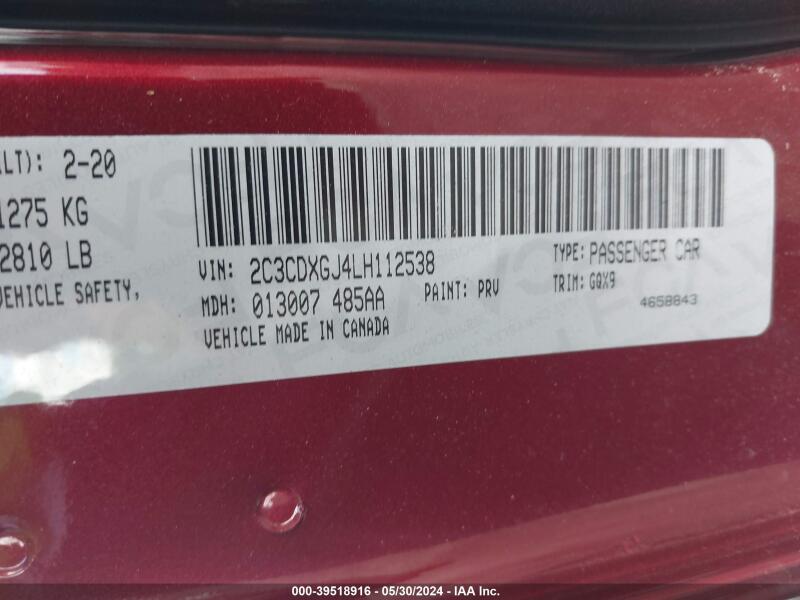 ALT): 2-20
1275 KG
2810 LB
VEHICLE SAFETY,
VIN: 2C3CDXGJ4LH112538
TYPE: PASSENGER CAR
MDH: 013007 485AA
PAINT: PRV
TRIM: GQX9
VEHICLE MADE IN CANADA
4658843
000-39518916 - 05/30/2024 - IAA Inc.